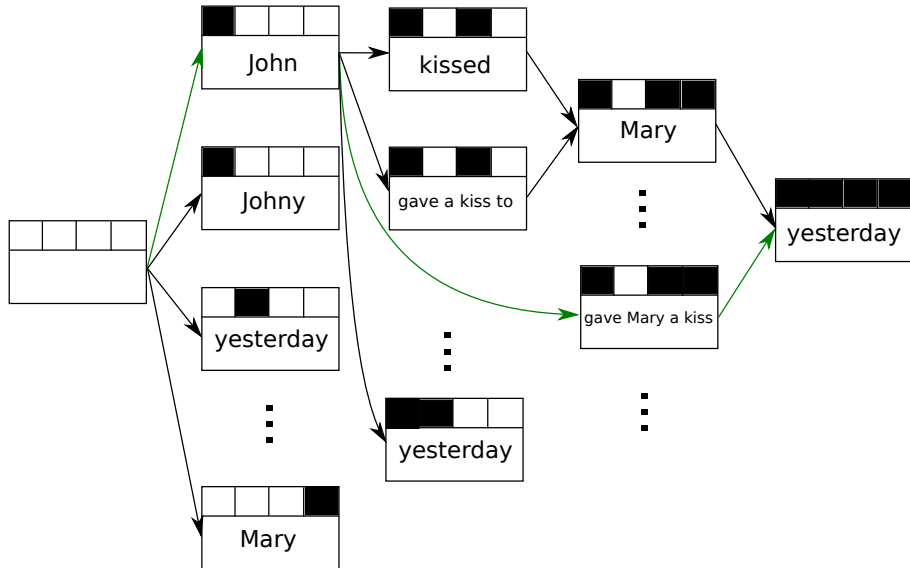 John
Johny
yesterday
Mary
kissed
gave a kiss to
yesterday
Mary
gave Mary a kiss
yesterday